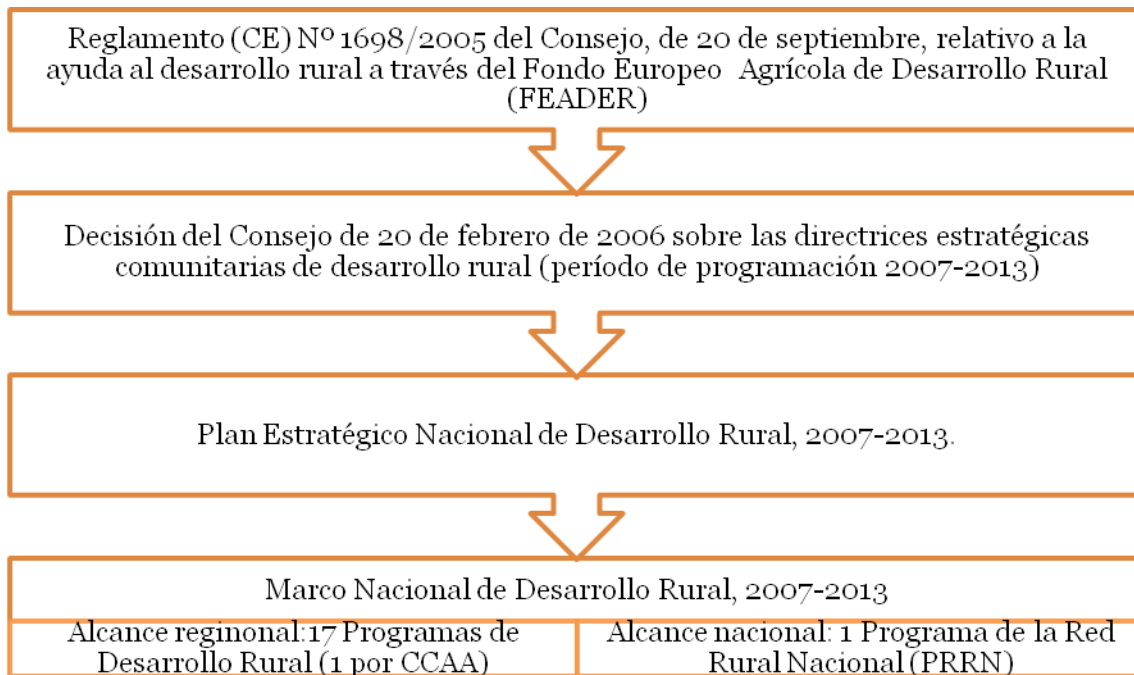 Reglamento (CE) Nº 1698/2005 del Consejo, de 20 de septiembre, relativo a la
ayuda al desarrollo rural a través del Fondo Europeo Agrícola de Desarrollo Rural
(FEADER)
Decisión del Consejo de 20 de febrero de 2006 sobre las directrices estratégicas
comunitarias de desarrollo rural (período de programación 2007-2013)
Plan Estratégico Nacional de Desarrollo Rural, 2007-2013.
Marco Nacional de Desarrollo Rural, 2007-2013
Alcance reginonal:17 Programas de
Desarrollo Rural (1 por CCAA)
Alcance nacional: 1 Programa de la Red
Rural Nacional (PRRN)